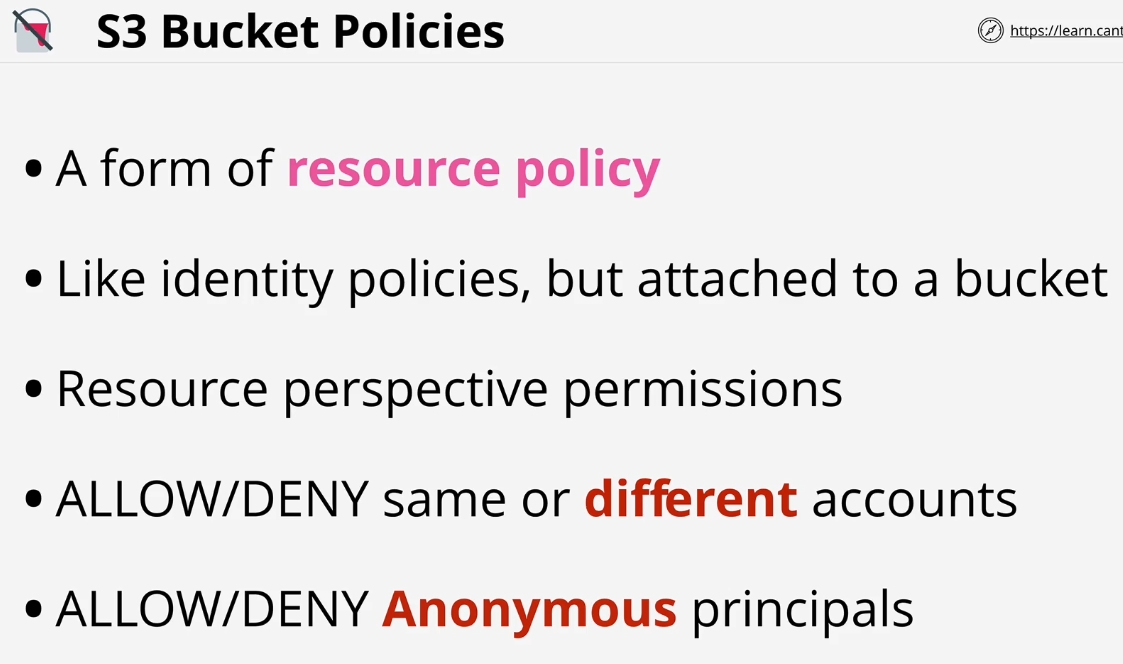 S3 Bucket Policies
https://learn.cant
• A form of resource policy
• Like identity policies, but attached to a bucket
• Resource perspective permissions
• ALLOW/DENY same or different accounts
• ALLOW/DENY Anonymous principals